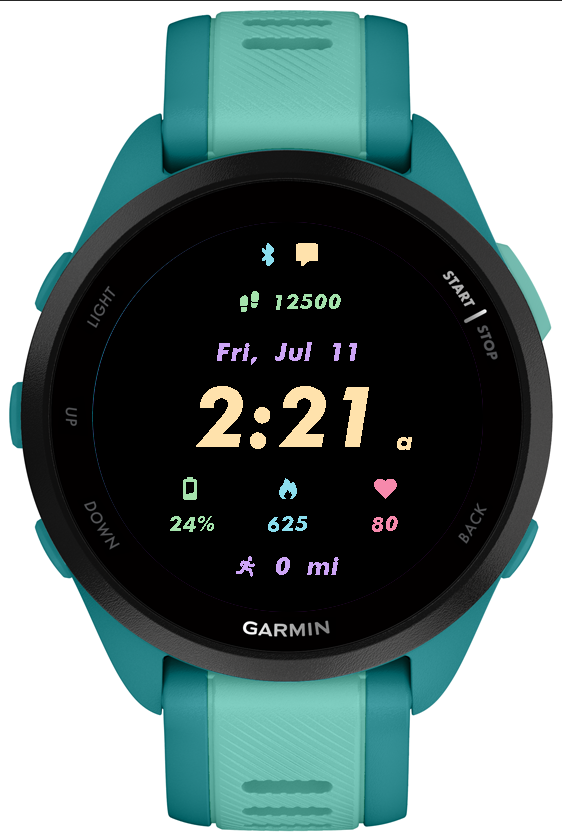 12500
Fri, Jul 11
2:21 a
24% 625 80
0 mi
LIGHT
UP
DOWN
START
STOP
BACK
GARMIN